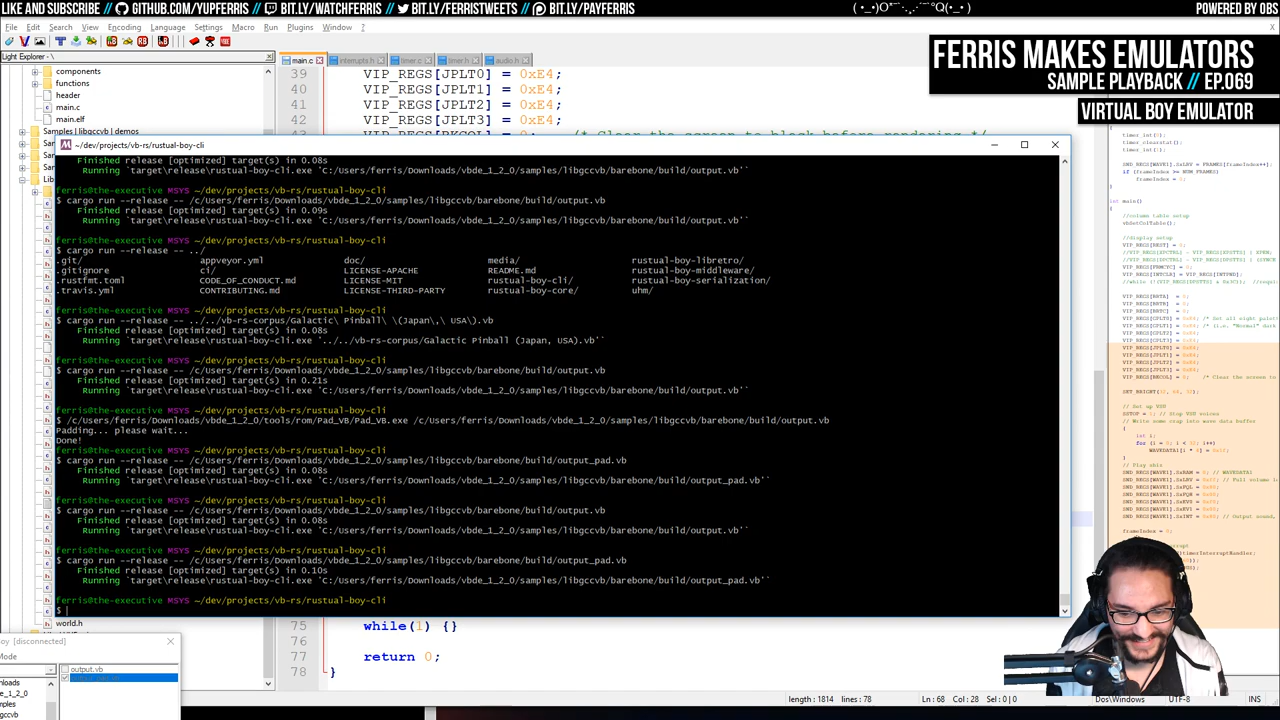 LIKE AND SUBSCRIBE // GITHUB.COM/YUPFERRIS // BIT.LY/WATCHFERRIS // BIT.LY/FERRISTWEETS // BIT.LY/PAYFERRIS
POWERED BY OBS
FERRIS MAKES EMULATORS
SAMPLE PLAYBACK // EP.069
VIRTUAL BOY EMULATOR
File Edit Search View Encoding Language Settings Macro Run Plugins Window ?
Light Explorer -
main.c interrupts.h timer.c timer.h audio.h
components
functions
header
main.c
main.elf
Samples | libgccvb | demos
39 VIP_REGS[JPLT0] = 0xE4;
40 VIP_REGS[JPLT1] = 0xE4;
41 VIP_REGS[JPLT2] = 0xE4;
42 VIP_REGS[JPLT3] = 0xE4;
~/dev/projects/vb-rs/rustual-boy-cli
Finished release [optimized] target(s) in 0.08s
Running `target\release\rustual-boy-cli.exe 'C:/Users/ferris/Downloads/vbde_1_2_0/samples/libgccvb/barebone/build/output.vb'`
ferris@the-executive MSYS ~/dev/projects/vb-rs/rustual-boy-cli
$ cargo run --release -- /c/Users/ferris/Downloads/vbde_1_2_0/samples/libgccvb/barebone/build/output.vb
Finished release [optimized] target(s) in 0.09s
Running `target\release\rustual-boy-cli.exe 'C:/Users/ferris/Downloads/vbde_1_2_0/samples/libgccvb/barebone/build/output.vb'`
ferris@the-executive MSYS ~/dev/projects/vb-rs/rustual-boy-cli
$ cargo run --release -- ../
.git/ appveyor.yml doc/ media/ rustual-boy-libretro/
.gitignore ci/ LICENSE-APACHE README.md rustual-boy-middleware/
.rustfmt.toml CODE_OF_CONDUCT.md LICENSE-MIT rustual-boy-cli/ rustual-boy-serialization/
.travis.yml CONTRIBUTING.md LICENSE-THIRD-PARTY rustual-boy-core/ uhm/
ferris@the-executive MSYS ~/dev/projects/vb-rs/rustual-boy-cli
$ cargo run --release -- ../../vb-rs-corpus/Galactic\ Pinball\ \(Japan\,\ USA\).vb
Finished release [optimized] target(s) in 0.08s
Running `target\release\rustual-boy-cli.exe '../../vb-rs-corpus/Galactic Pinball (Japan, USA).vb'`
ferris@the-executive MSYS ~/dev/projects/vb-rs/rustual-boy-cli
$ cargo run --release -- /c/Users/ferris/Downloads/vbde_1_2_0/samples/libgccvb/barebone/build/output.vb
Finished release [optimized] target(s) in 0.21s
Running `target\release\rustual-boy-cli.exe 'C:/Users/ferris/Downloads/vbde_1_2_0/samples/libgccvb/barebone/build/output.vb'`
ferris@the-executive MSYS ~/dev/projects/vb-rs/rustual-boy-cli
$ /c/Users/ferris/Downloads/vbde_1_2_0/tools/rom/Pad_VB/Pad_VB.exe /c/Users/ferris/Downloads/vbde_1_2_0/samples/libgccvb/barebone/build/output.vb
Padding... please wait...
Done!
ferris@the-executive MSYS ~/dev/projects/vb-rs/rustual-boy-cli
$ cargo run --release -- /c/Users/ferris/Downloads/vbde_1_2_0/samples/libgccvb/barebone/build/output_pad.vb
Finished release [optimized] target(s) in 0.08s
Running `target\release\rustual-boy-cli.exe 'C:/Users/ferris/Downloads/vbde_1_2_0/samples/libgccvb/barebone/build/output_pad.vb'`
ferris@the-executive MSYS ~/dev/projects/vb-rs/rustual-boy-cli
$ cargo run --release -- /c/Users/ferris/Downloads/vbde_1_2_0/samples/libgccvb/barebone/build/output.vb
Finished release [optimized] target(s) in 0.08s
Running `target\release\rustual-boy-cli.exe 'C:/Users/ferris/Downloads/vbde_1_2_0/samples/libgccvb/barebone/build/output.vb'`
ferris@the-executive MSYS ~/dev/projects/vb-rs/rustual-boy-cli
$ cargo run --release -- /c/Users/ferris/Downloads/vbde_1_2_0/samples/libgccvb/barebone/build/output_pad.vb
Finished release [optimized] target(s) in 0.10s
Running `target\release\rustual-boy-cli.exe 'C:/Users/ferris/Downloads/vbde_1_2_0/samples/libgccvb/barebone/build/output_pad.vb'`
ferris@the-executive MSYS ~/dev/projects/vb-rs/rustual-boy-cli
$
world.h
75 while(1) {}
76
77 return 0;
78 }
oy [disconnected]
Mode
output.vb
length : 1814 lines : 78
Ln : 68 Col : 28 Sel : 0 | 0
Dos\Windows UTF-8 INS